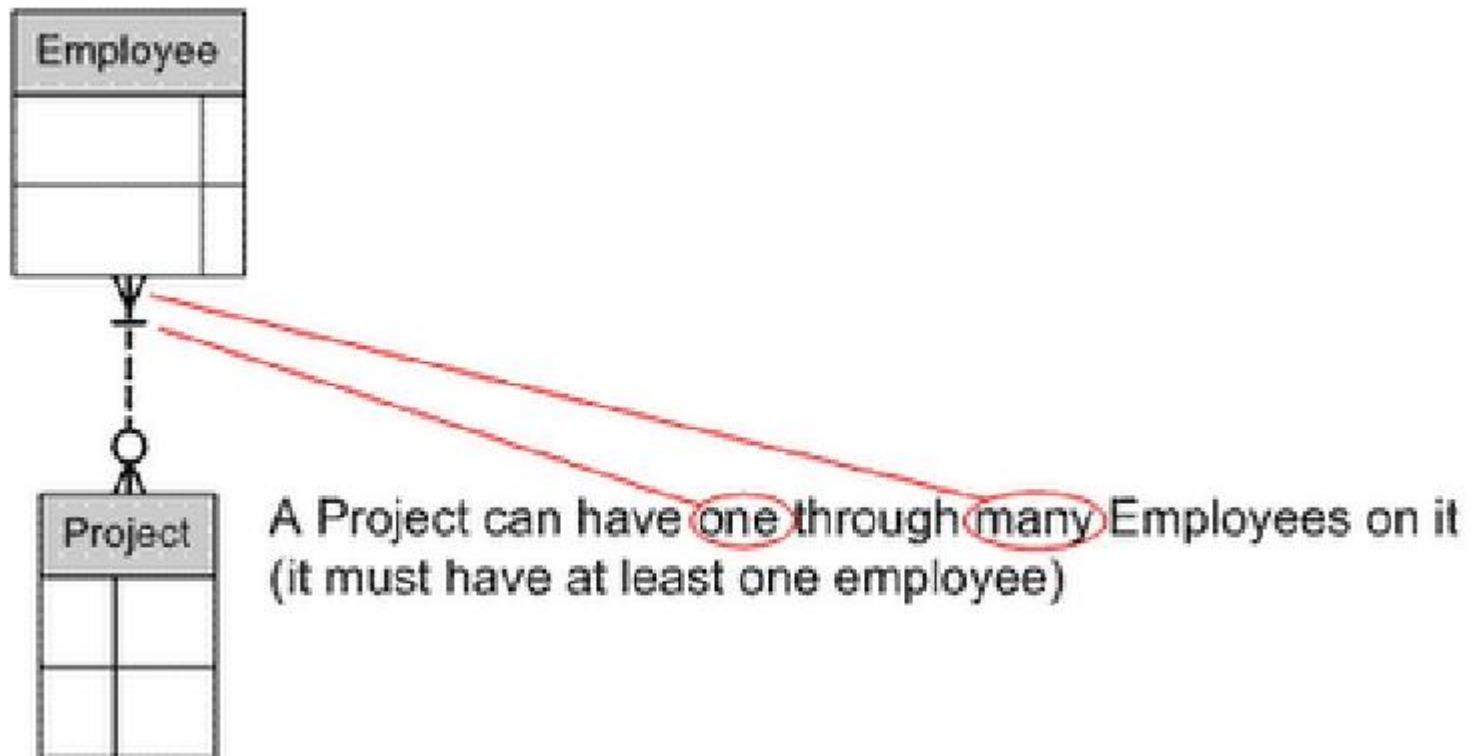 Employee
Project
A Project can have one through many Employees on it
(it must have at least one employee)